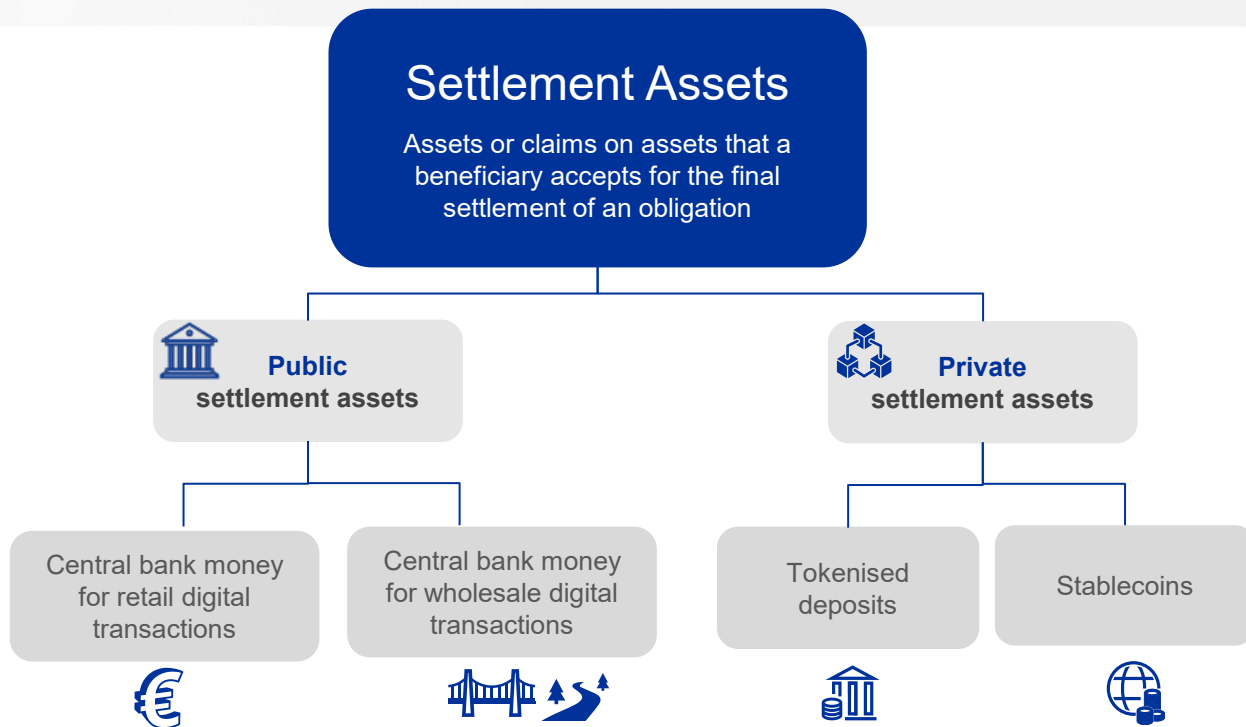 Settlement Assets
Assets or claims on assets that a
beneficiary accepts for the final
settlement of an obligation
Public
settlement assets
Private
settlement assets
Central bank money
for retail digital
transactions
Central bank money
for wholesale digital
transactions
Tokenised
deposits
Stablecoins
€